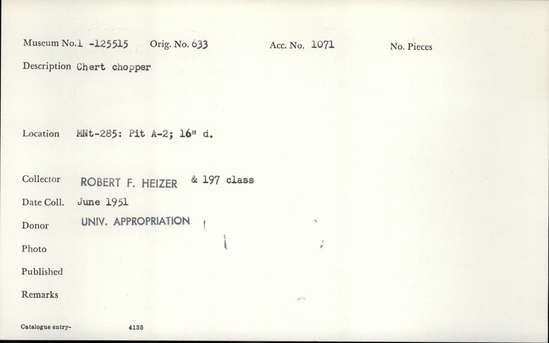 Museum No. 1 -125515 Orig. No. 633 Acc. No. 1071 No. Pieces
Description Chert chopper
Location MNt-285: Pit A-2; 16" d.
Collector ROBERT F. HEIZER & 197 class
Date Coll. June 1951
Donor UNIV. APPROPRIATION
Photo
Published
Remarks
Catalogue entry- 4135